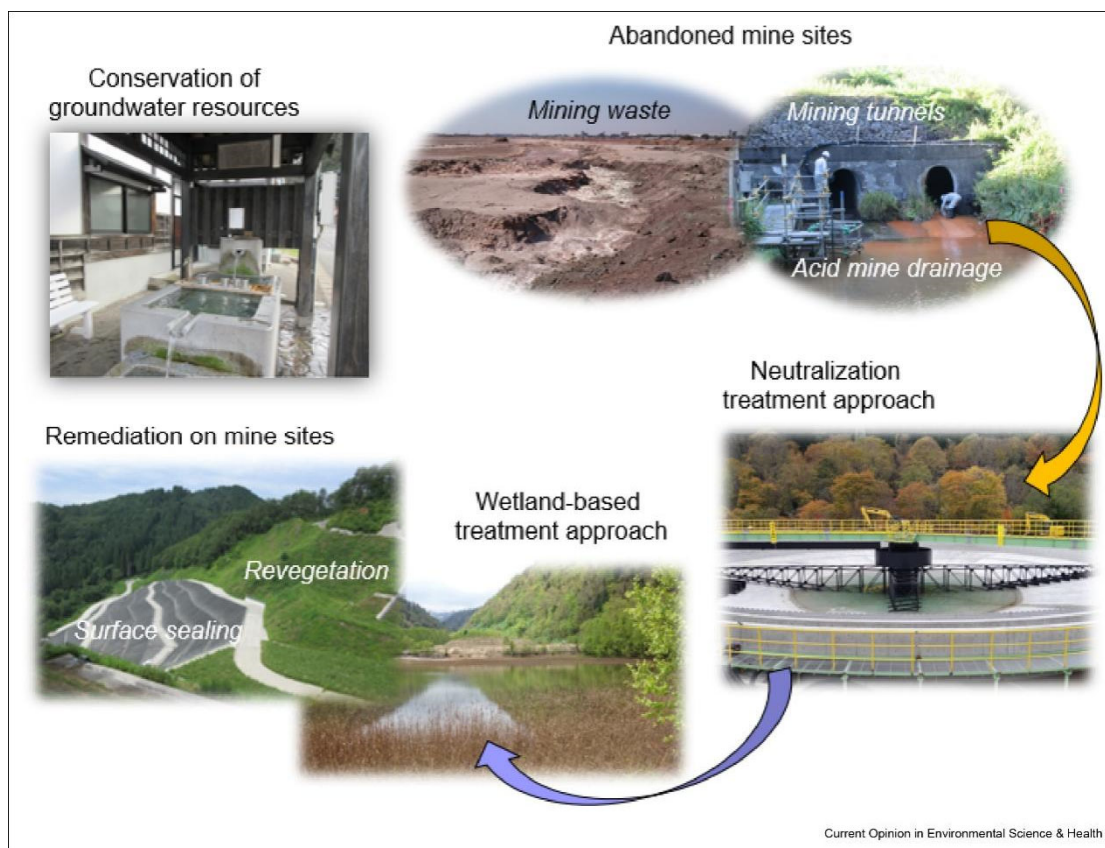 Abandoned mine sites
Conservation of
groundwater resources
Mining waste
Mining tunnels
Acid mine drainage
Neutralization
treatment approach
Remediation on mine sites
Wetland-based
treatment approach
Revegetation
Surface sealing
Current Opinion in Environmental Science & Health